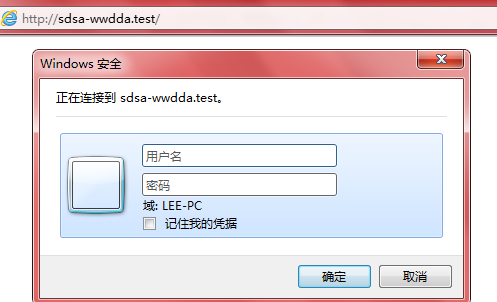 http://sdsa-wwdda.test/
Windows 安全
正在连接到 sdsa-wwdda.test。
用户名
密码
域: LEE-PC
记住我的凭据
确定 取消